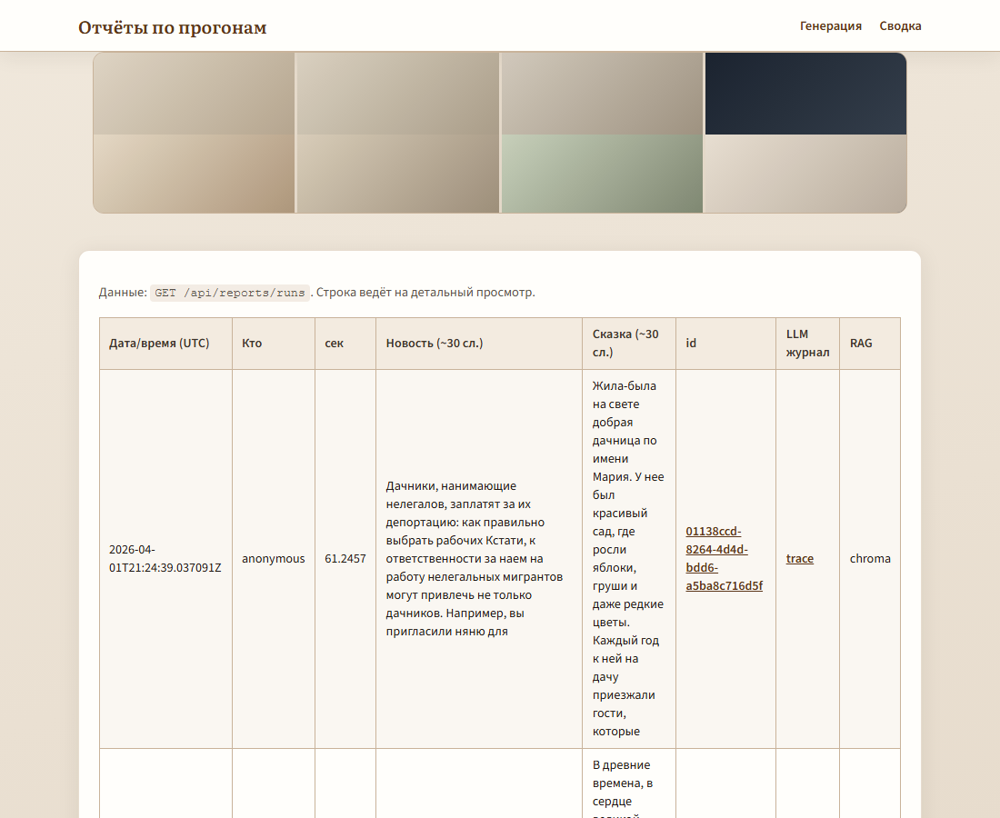 Отчёты по прогонам
Генерация Сводка
Данные: GET /api/reports/runs . Строка ведёт на детальный просмотр.
Дата/время (UTC)
Кто
сек
Новость (~30 сл.)
Сказка (~30
сл.)
id
LLM
журнал
RAG
2026-04-
01T21:24:39.037091Z
anonymous
61.2457
Дачники, нанимающие
нелегалов, заплатят за их
депортацию: как правильно
выбрать рабочих Кстати, к
ответственности за наем на
работу нелегальных мигрантов
могут привлечь не только
дачников. Например, вы
пригласили няню для
Жила-была
на свете
добрая
дачница по
имени
Мария. У нее
был
красивый
сад, где
росли
яблоки,
груши и
даже редкие
цветы.
Каждый год
к ней на
дачу
приезжали
гости,
которые
01138ccd-
8264-4d4d-
bdd6-
a5ba8c716d5f
trace
chroma
В древние
времена, в
сердце